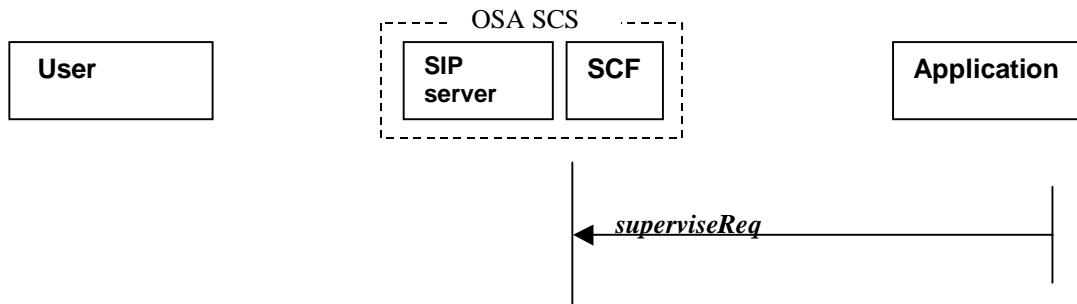 OSA SCS
User
SIP
server
SCF
Application
superviseReq